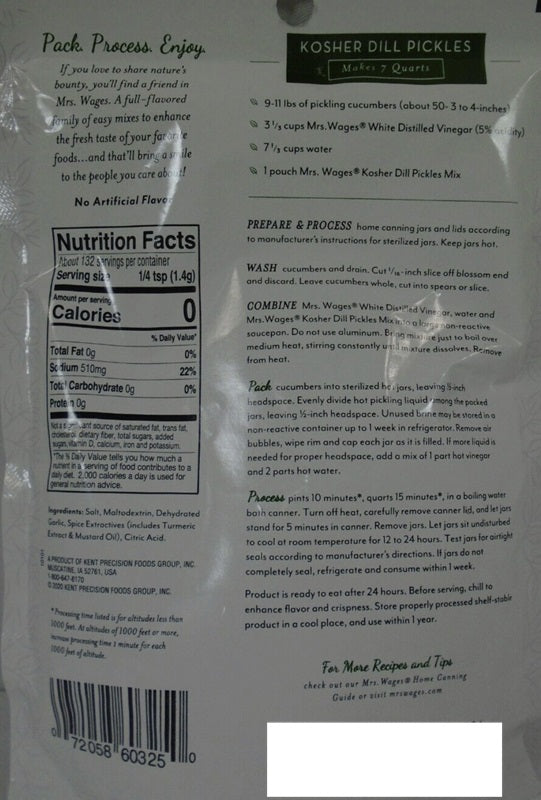 Pack. Process. Enjoy.
If you love to share nature's
bounty, you'll find a friend in
Mrs. Wages. A full-flavored
family of easy mixes to enhance
the fresh taste of your favorite
foods...and that'll bring a smile
to the people you care about!
No Artificial Flavor
Nutrition Facts
About 132 servings per container
Serving size 1/4 tsp (1.4g)
Amount per serving
Calories 0
% Daily Value*
Total Fat 0g 0%
Sodium 510mg 22%
Total Carbohydrate 0g 0%
Protein 0g
Not a significant source of saturated fat, trans fat,
cholesterol, dietary fiber, total sugars, added
sugars, vitamin D, calcium, iron and potassium.
*The % Daily Value tells you how much a
nutrient in a serving of food contributes to a
daily diet. 2,000 calories a day is used for
general nutrition advice.
Ingredients: Salt, Maltodextrin, Dehydrated
Garlic, Spice Extractives (includes Turmeric
Extract & Mustard Oil), Citric Acid.
A PRODUCT OF KENT PRECISION FOODS GROUP, INC.
MUSCATINE, IA 52761, USA
1-800-647-8170
© 2020 KENT PRECISION FOODS GROUP, INC.
*Processing time listed is for altitudes less than
1000 feet. At altitudes of 1000 feet or more,
increase processing time 1 minute for each
1000 feet of altitude.
0 72058 60325 0
KOSHER DILL PICKLES
Makes 7 Quarts
9-11 lbs of pickling cucumbers (about 50- 3 to 4-inches)
3 1/3 cups Mrs. Wages® White Distilled Vinegar (5% acidity)
7 1/3 cups water
1 pouch Mrs. Wages® Kosher Dill Pickles Mix
PREPARE & PROCESS home canning jars and lids according
to manufacturer's instructions for sterilized jars. Keep jars hot.
WASH cucumbers and drain. Cut 1/16-inch slice off blossom end
and discard. Leave cucumbers whole, cut into spears or slice.
COMBINE Mrs. Wages® White Distilled Vinegar, water and
Mrs. Wages® Kosher Dill Pickles Mix into a large non-reactive
saucepan. Do not use aluminum. Bring mixture just to boil over
medium heat, stirring constantly until mixture dissolves. Remove
from heat.
Pack cucumbers into sterilized hot jars, leaving ½-inch
headspace. Evenly divide hot pickling liquid among the packed
jars, leaving ½-inch headspace. Unused brine may be stored in a
non-reactive container up to 1 week in refrigerator. Remove air
bubbles, wipe rim and cap each jar as it is filled. If more liquid is
needed for proper headspace, add a mix of 1 part hot vinegar
and 2 parts hot water.
Process pints 10 minutes*, quarts 15 minutes*, in a boiling water
bath canner. Turn off heat, carefully remove canner lid, and let jars
stand for 5 minutes in canner. Remove jars. Let jars sit undisturbed
to cool at room temperature for 12 to 24 hours. Test jars for airtight
seals according to manufacturer's directions. If jars do not
completely seal, refrigerate and consume within 1 week.
Product is ready to eat after 24 hours. Before serving, chill to
enhance flavor and crispness. Store properly processed shelf-stable
product in a cool place, and use within 1 year.
For More Recipes and Tips
check out our Mrs. Wages® Home Canning
Guide or visit mrswages.com